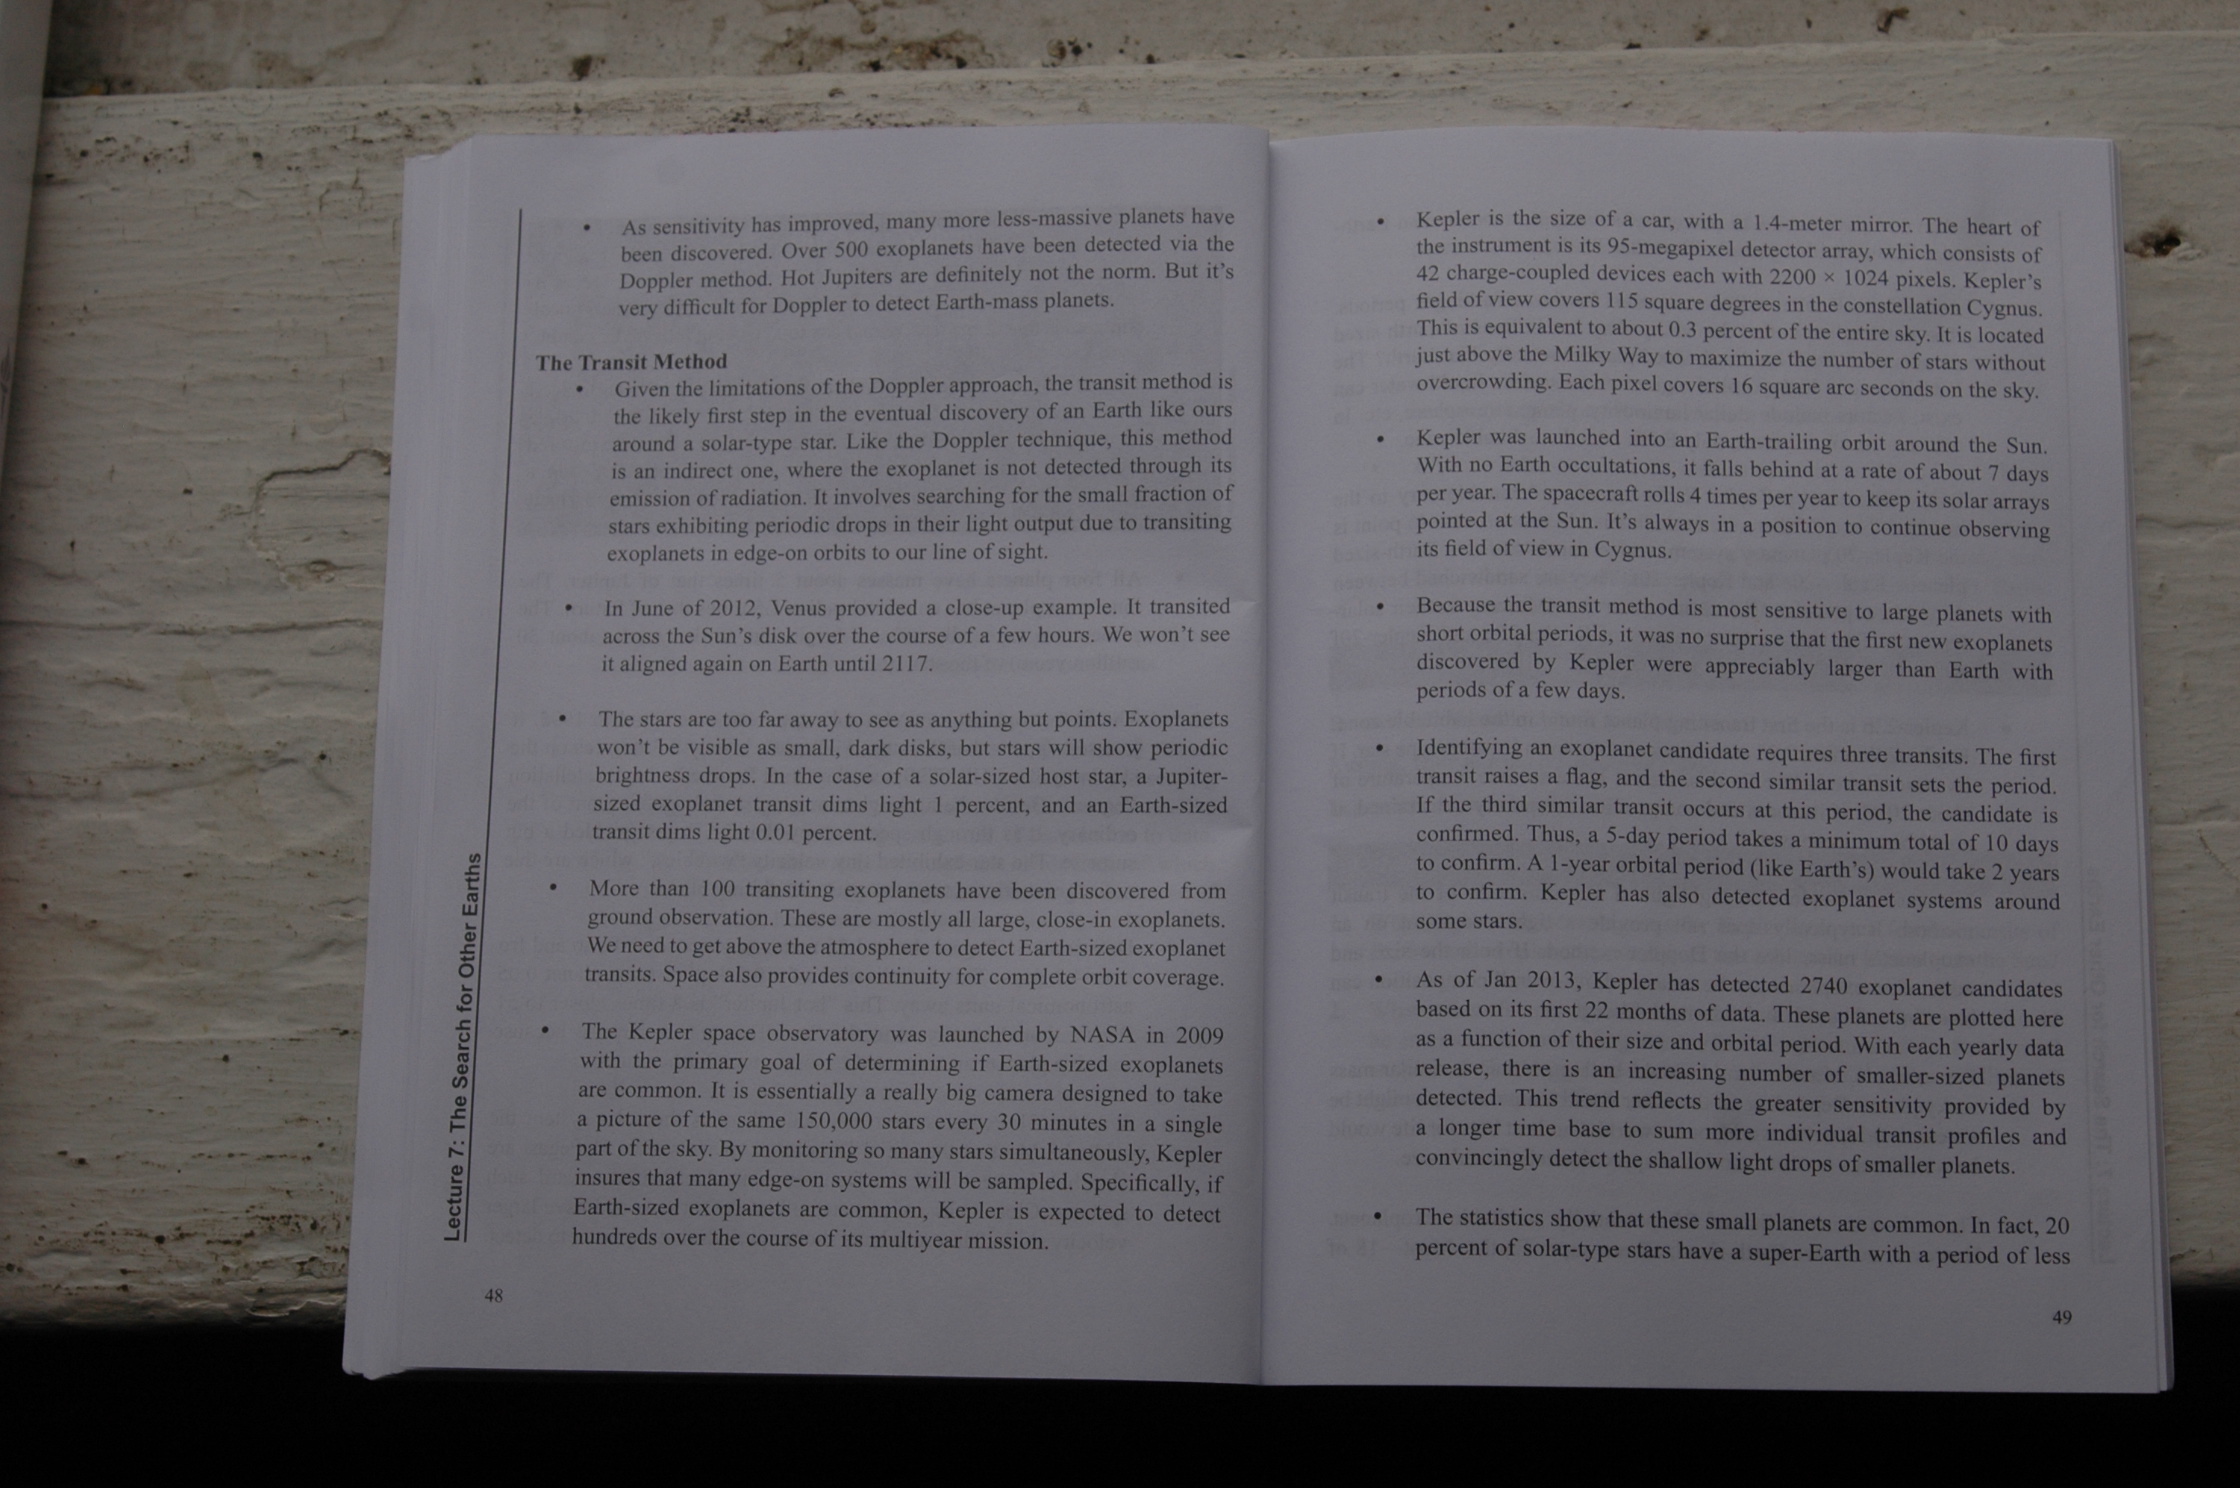 • As sensitivity has improved, many more less-massive planets have
been discovered. Over 500 exoplanets have been detected via the
Doppler method. Hot Jupiters are definitely not the norm. But it's
very difficult for Doppler to detect Earth-mass planets.
The Transit Method
• Given the limitations of the Doppler approach, the transit method is
the likely first step in the eventual discovery of an Earth like ours
around a solar-type star. Like the Doppler technique, this method
is an indirect one, where the exoplanet is not detected through its
emission of radiation. It involves searching for the small fraction of
stars exhibiting periodic drops in their light output due to transiting
exoplanets in edge-on orbits to our line of sight.
• In June of 2012, Venus provided a close-up example. It transited
across the Sun's disk over the course of a few hours. We won't see
it aligned again on Earth until 2117.
• The stars are too far away to see as anything but points. Exoplanets
won't be visible as small, dark disks, but stars will show periodic
brightness drops. In the case of a solar-sized host star, a Jupiter-
sized exoplanet transit dims light 1 percent, and an Earth-sized
transit dims light 0.01 percent.
• More than 100 transiting exoplanets have been discovered from
ground observation. These are mostly all large, close-in exoplanets.
We need to get above the atmosphere to detect Earth-sized exoplanet
transits. Space also provides continuity for complete orbit coverage.
• The Kepler space observatory was launched by NASA in 2009
with the primary goal of determining if Earth-sized exoplanets
are common. It is essentially a really big camera designed to take
a picture of the same 150,000 stars every 30 minutes in a single
part of the sky. By monitoring so many stars simultaneously, Kepler
insures that many edge-on systems will be sampled. Specifically, if
Earth-sized exoplanets are common, Kepler is expected to detect
hundreds over the course of its multiyear mission.
Lecture 7: The Search for Other Earths
48
• Kepler is the size of a car, with a 1.4-meter mirror. The heart of
the instrument is its 95-megapixel detector array, which consists of
42 charge-coupled devices each with 2200 × 1024 pixels. Kepler's
field of view covers 115 square degrees in the constellation Cygnus.
This is equivalent to about 0.3 percent of the entire sky. It is located
just above the Milky Way to maximize the number of stars without
overcrowding. Each pixel covers 16 square arc seconds on the sky.
• Kepler was launched into an Earth-trailing orbit around the Sun.
With no Earth occultations, it falls behind at a rate of about 7 days
per year. The spacecraft rolls 4 times per year to keep its solar arrays
pointed at the Sun. It's always in a position to continue observing
its field of view in Cygnus.
• Because the transit method is most sensitive to large planets with
short orbital periods, it was no surprise that the first new exoplanets
discovered by Kepler were appreciably larger than Earth with
periods of a few days.
• Identifying an exoplanet candidate requires three transits. The first
transit raises a flag, and the second similar transit sets the period.
If the third similar transit occurs at this period, the candidate is
confirmed. Thus, a 5-day period takes a minimum total of 10 days
to confirm. A 1-year orbital period (like Earth's) would take 2 years
to confirm. Kepler has also detected exoplanet systems around
some stars.
• As of Jan 2013, Kepler has detected 2740 exoplanet candidates
based on its first 22 months of data. These planets are plotted here
as a function of their size and orbital period. With each yearly data
release, there is an increasing number of smaller-sized planets
detected. This trend reflects the greater sensitivity provided by
a longer time base to sum more individual transit profiles and
convincingly detect the shallow light drops of smaller planets.
• The statistics show that these small planets are common. In fact, 20
percent of solar-type stars have a super-Earth with a period of less
49